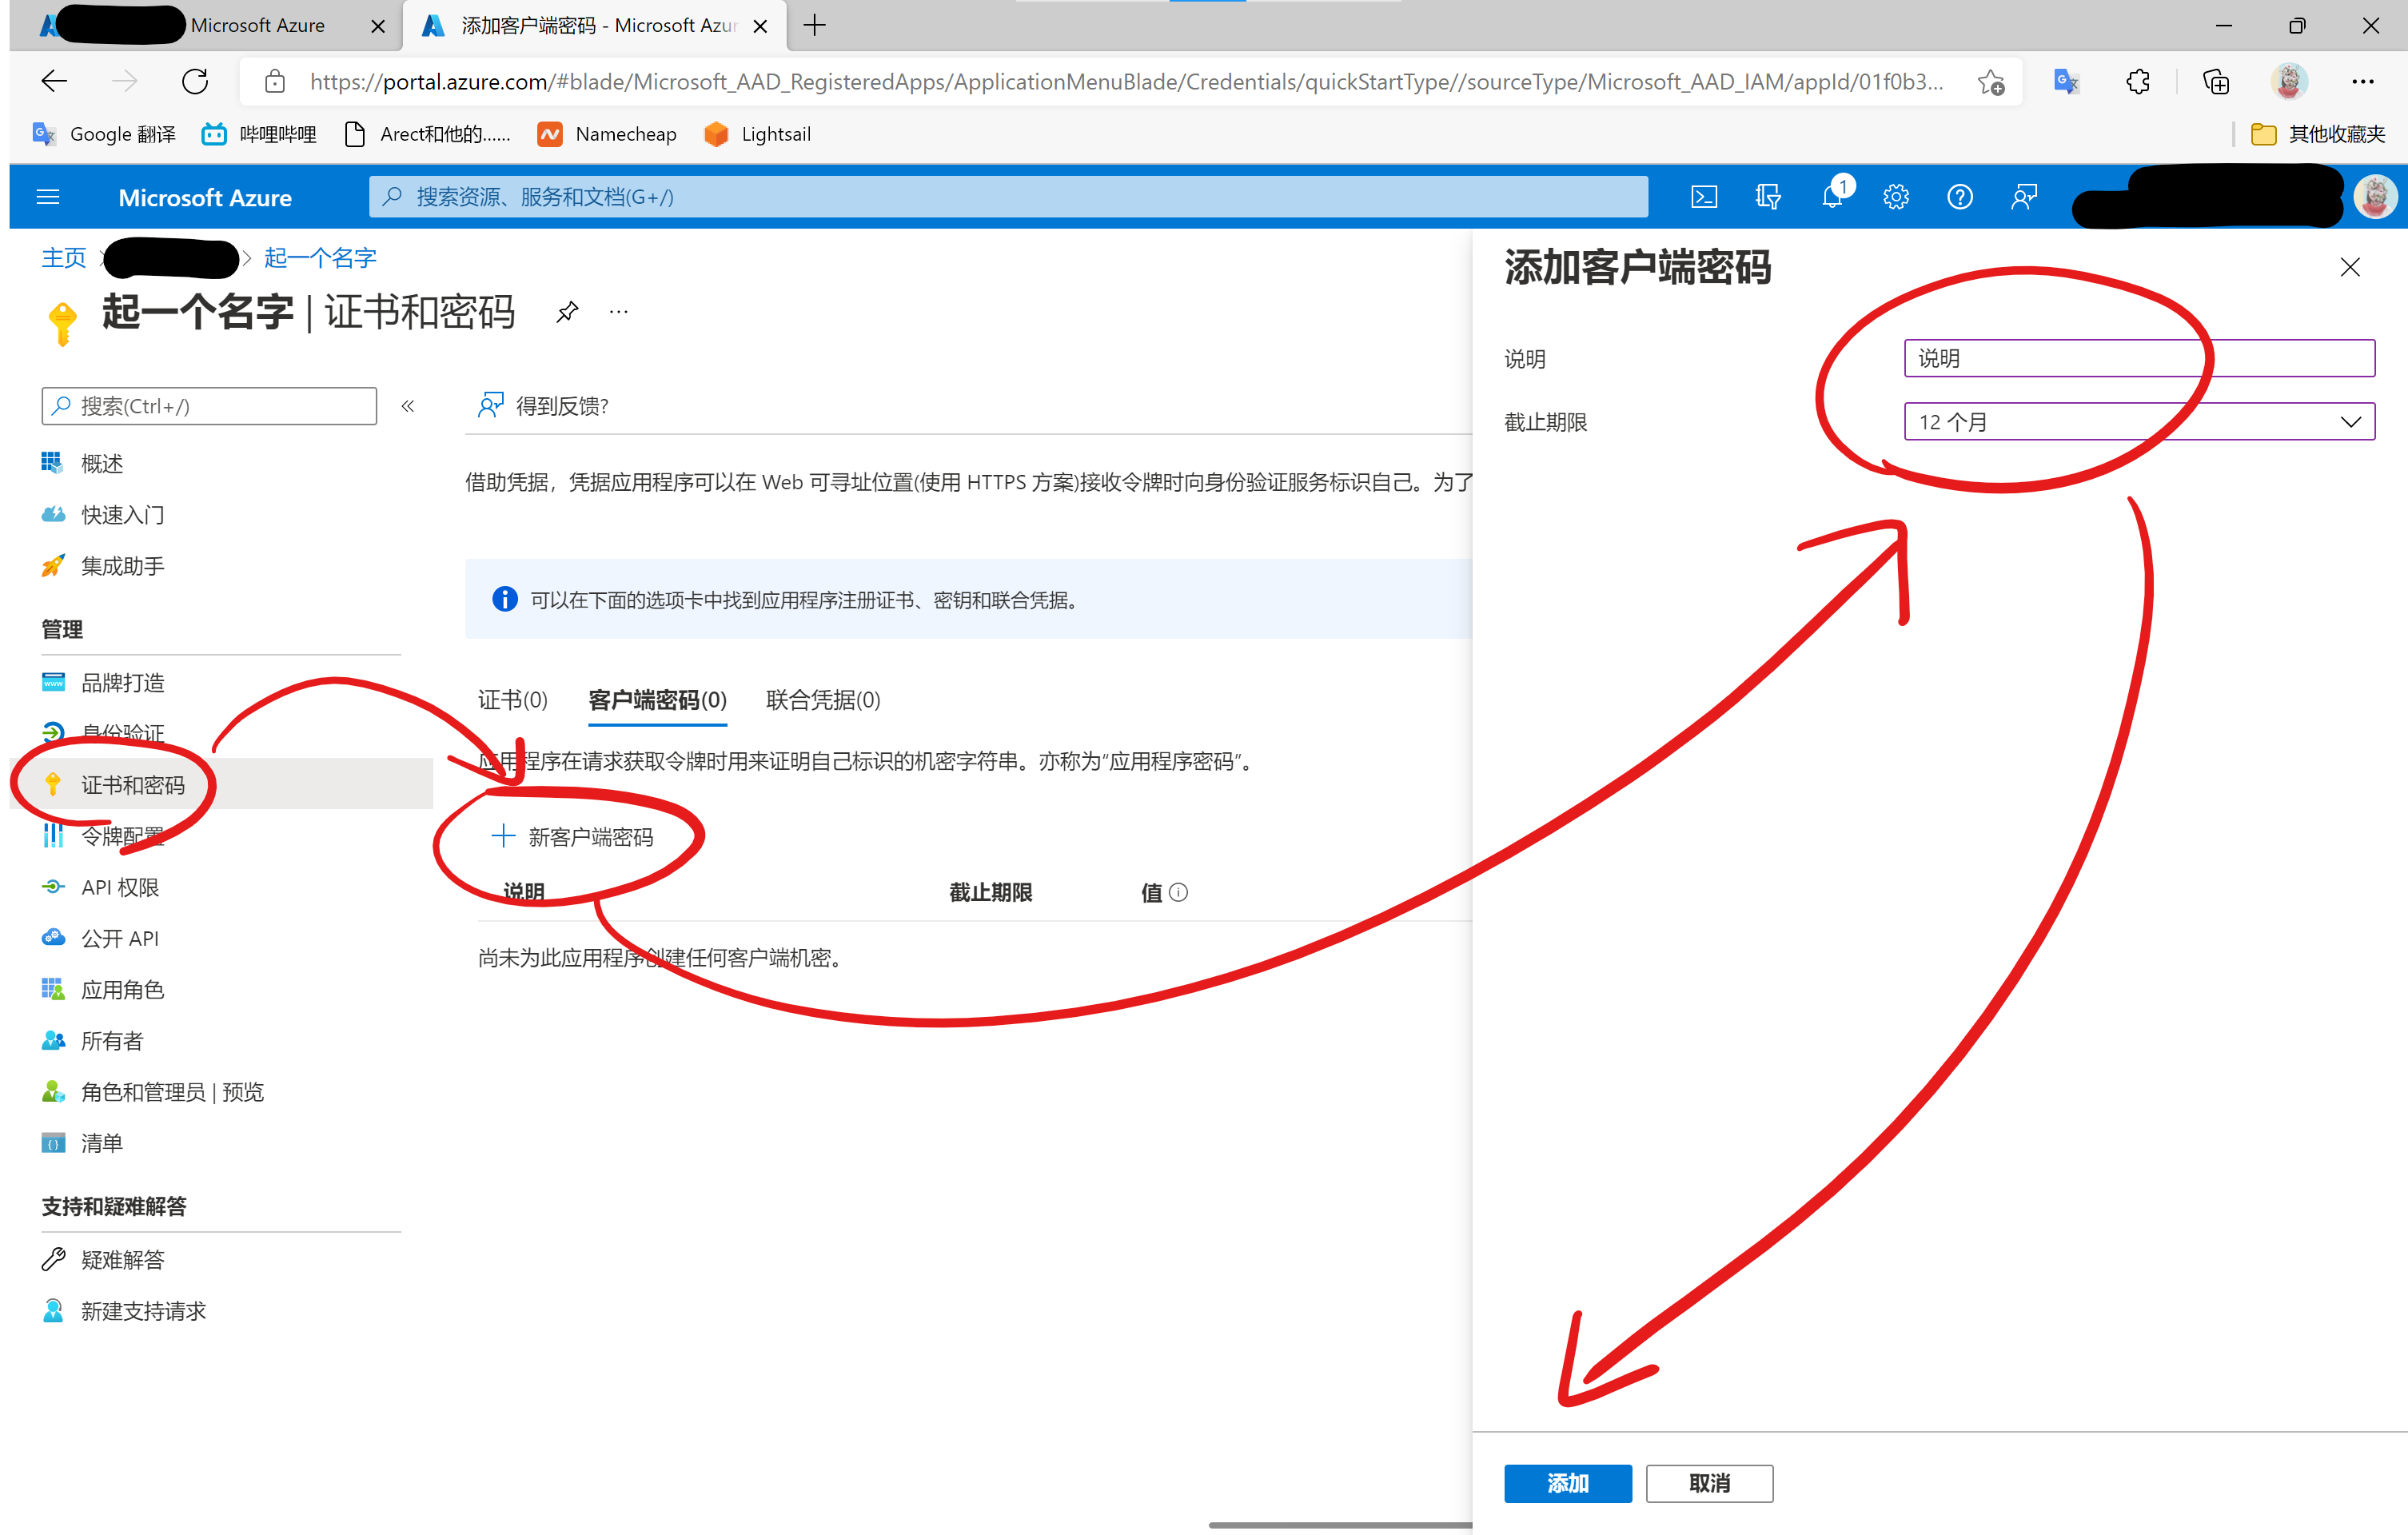 Microsoft Azure
添加客户端密码 - Microsoft Azur
https://portal.azure.com/#blade/Microsoft_AAD_RegisteredApps/ApplicationMenuBlade/Credentials/quickStartType//sourceType/Microsoft_AAD_IAM/appId/01f0b3...
Google 翻译 哔哩哔哩 Arect和他的...... Namecheap Lightsail 其他收藏夹
Microsoft Azure 搜索资源、服务和文档(G+/) 1
主页 > > 起一个名字
起一个名字 | 证书和密码 ...
搜索(Ctrl+/) «
概述
快速入门
集成助手
管理
品牌打造
身份验证
证书和密码
令牌配置
API 权限
公开 API
应用角色
所有者
角色和管理员 | 预览
清单
支持和疑难解答
疑难解答
新建支持请求
得到反馈?
借助凭据，凭据应用程序可以在 Web 可寻址位置(使用 HTTPS 方案)接收令牌时向身份验证服务标识自己。为了
可以在下面的选项卡中找到应用程序注册证书、密钥和联合凭据。
证书(0) 客户端密码(0) 联合凭据(0)
应用程序在请求获取令牌时用来证明自己标识的机密字符串。亦称为“应用程序密码”。
新客户端密码
说明 截止期限 值
尚未为此应用程序创建任何客户端机密。
添加客户端密码
说明 说明
截止期限 12 个月
添加 取消